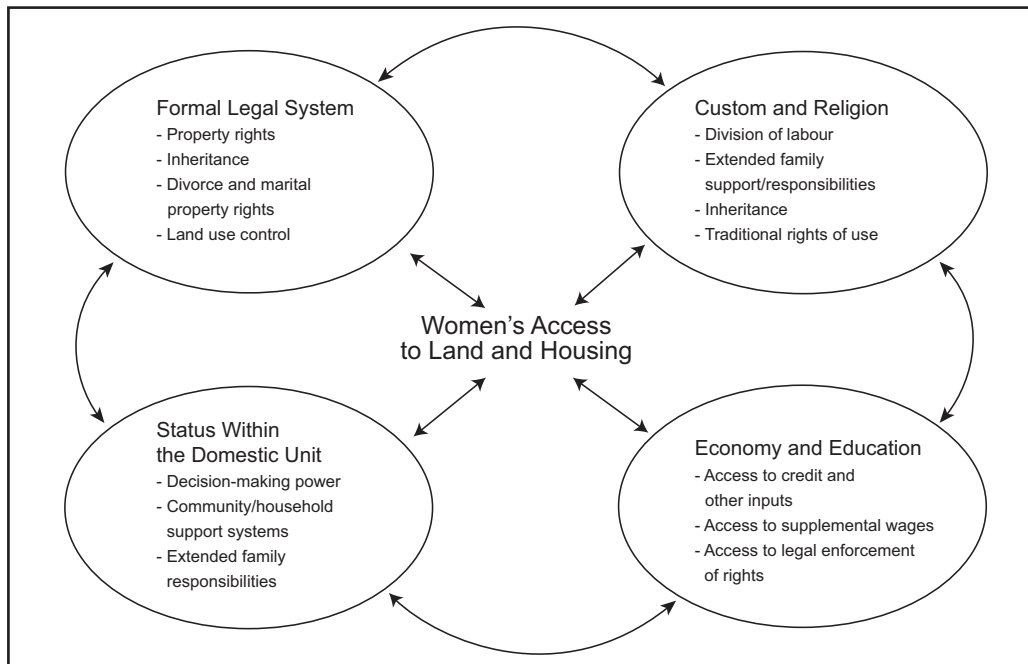 Formal Legal System
- Property rights
- Inheritance
- Divorce and marital
property rights
- Land use control
Custom and Religion
- Division of labour
- Extended family
support/responsibilities
- Inheritance
- Traditional rights of use
Women’s Access
to Land and Housing
Status Within
the Domestic Unit
- Decision-making power
- Community/household
support systems
- Extended family
responsibilities
Economy and Education
- Access to credit and
other inputs
- Access to supplemental wages
- Access to legal enforcement
of rights